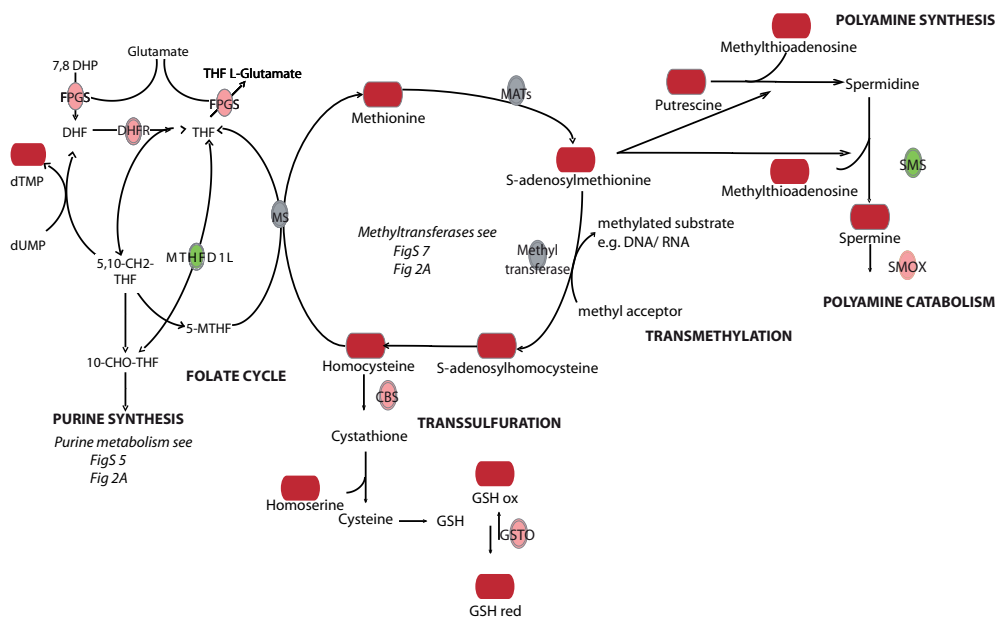 POLYAMINE SYNTHESIS
Methylthioadenosine
Glutamate
7,8 DHP
THF L-Glutamate
FPGS
FPGS
MATs
Putrescine
Spermidine
Methionine
DHF
DHFR
THF
dTMP
S-adenosylmethionine
Methylthioadenosine
SMS
MS
dUMP
Methyltransferases see
FigS 7
Fig 2A
methylated substrate
e.g. DNA/ RNA
Methyl
transferase
Spermine
SMOX
MTHFD1L
5,10-CH2-
THF
POLYAMINE CATABOLISM
methyl acceptor
TRANSMETHYLATION
5-MTHF
10-CHO-THF
FOLATE CYCLE
Homocysteine
S-adenosylhomocysteine
CBS
PURINE SYNTHESIS
Purine metabolism see
FigS 5
Fig 2A
TRANSSULFURATION
Cystathione
Homoserine
GSH ox
Cysteine
GSH
GSTO
GSH red